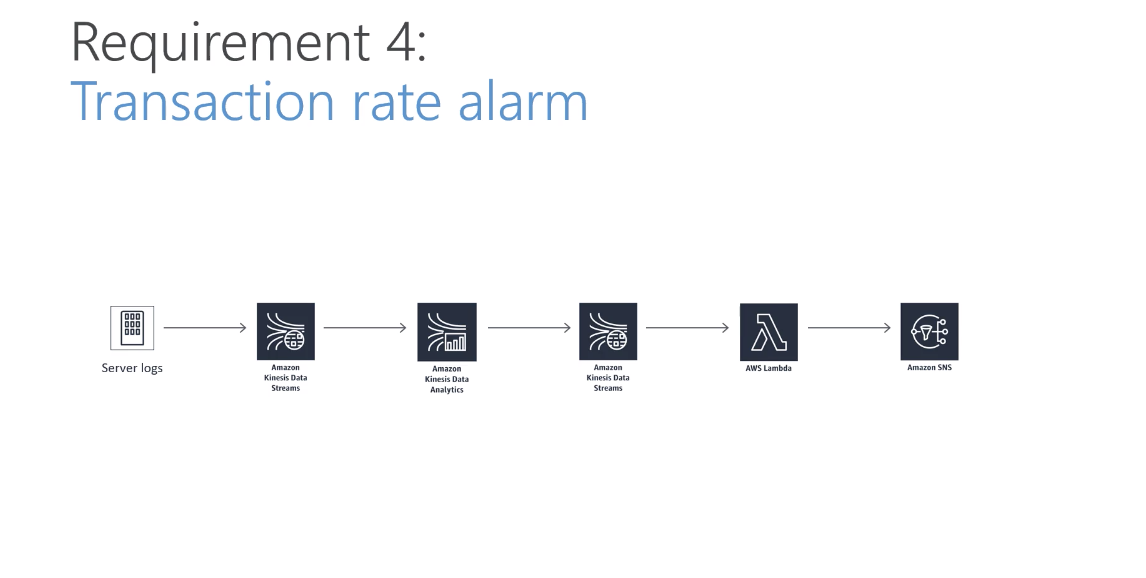 Requirement 4:
Transaction rate alarm
Server logs
Amazon
Kinesis Data
Streams
Amazon
Kinesis Data
Analytics
Amazon
Kinesis Data
Streams
AWS Lambda
Amazon SNS